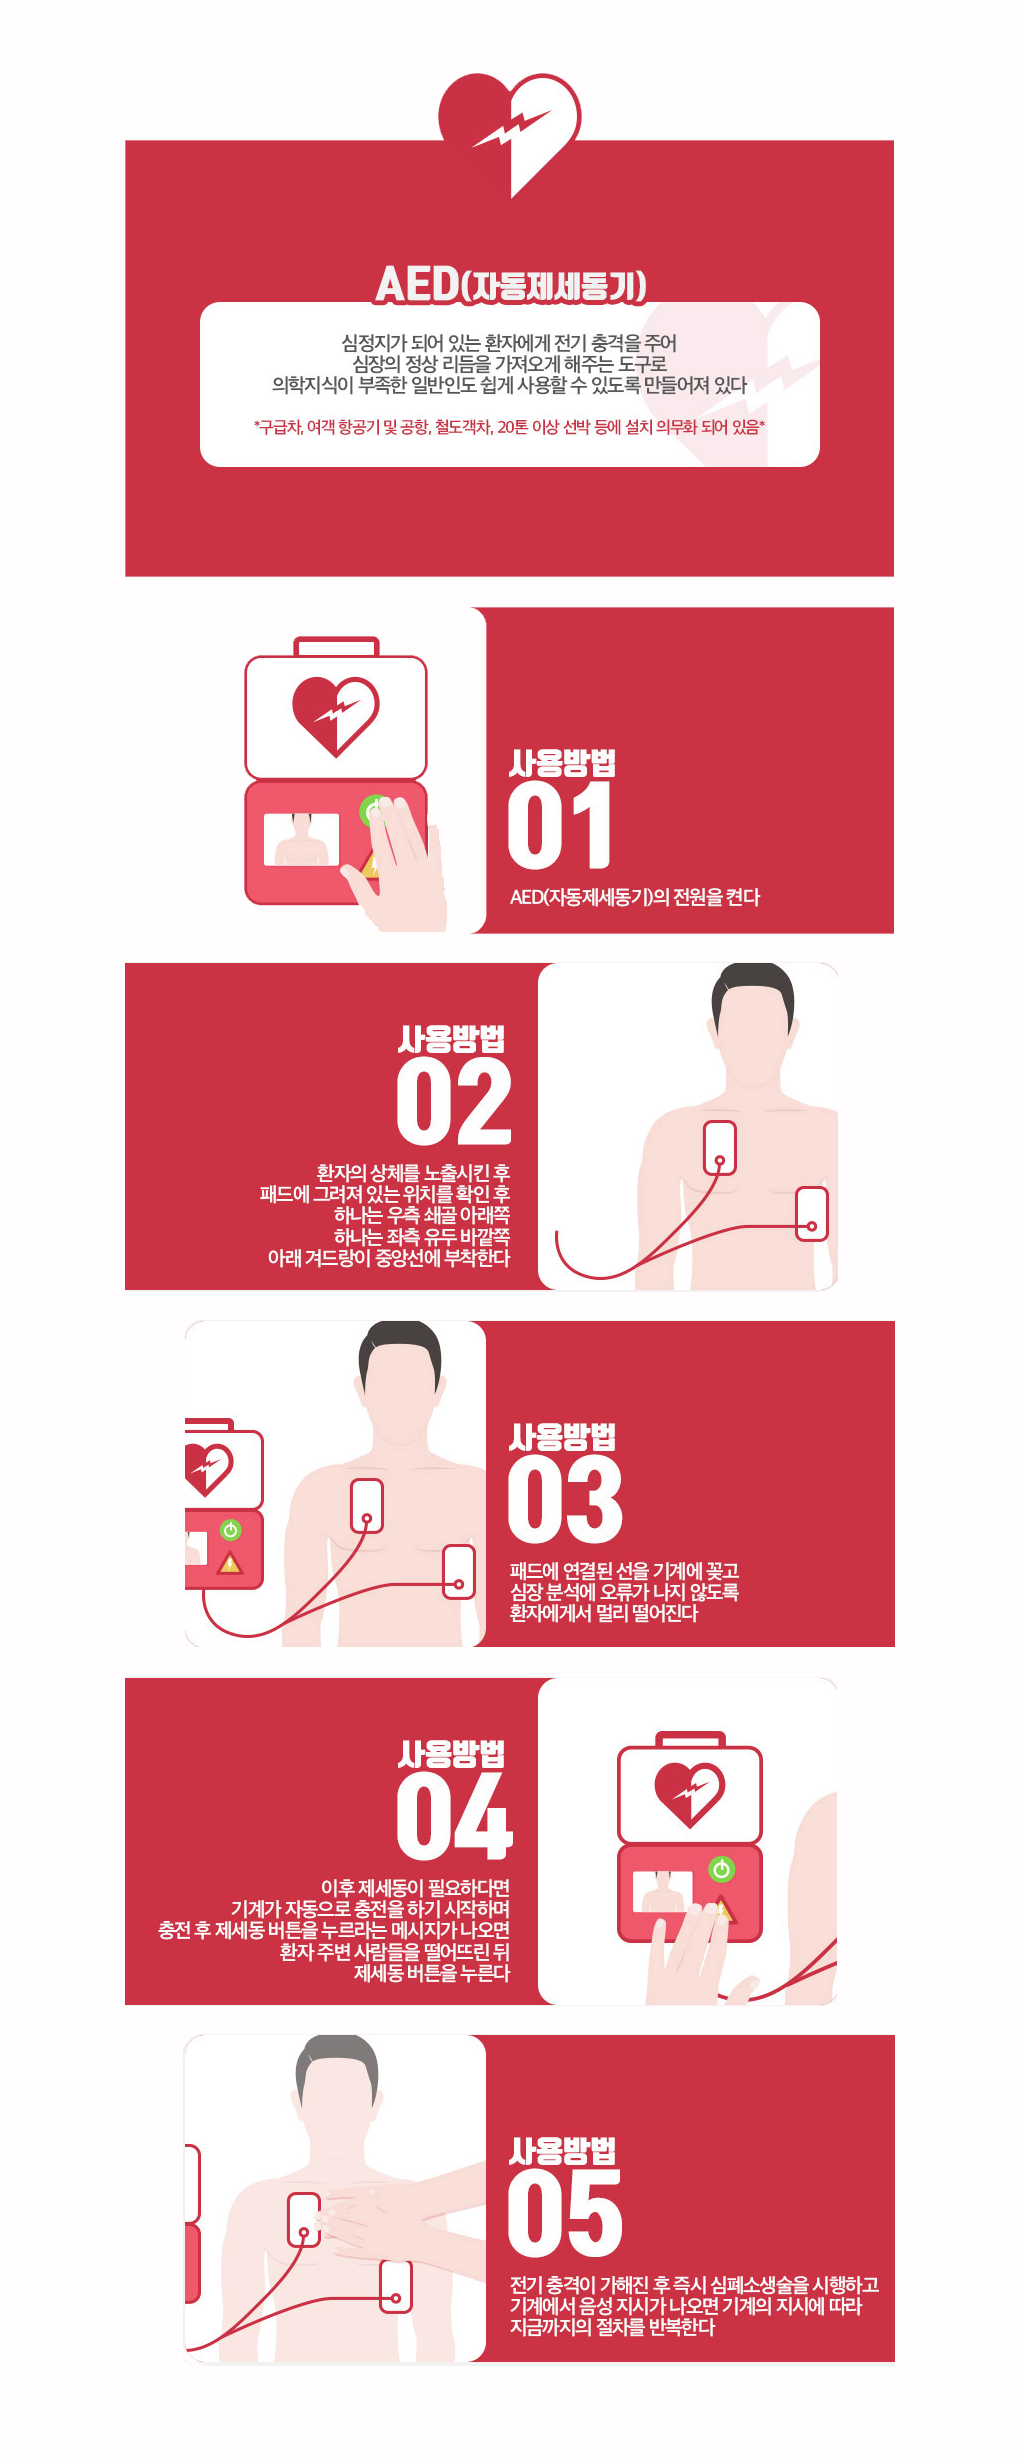 AED(자동제세동기)
심정지가 되어 있는 환자에게 전기 충격을 주어
심장의 정상 리듬을 가져오게 해주는 도구로
의학지식이 부족한 일반인도 쉽게 사용할 수 있도록 만들어져 있다
*구급차, 여객 항공기 및 공항, 철도객차, 20톤 이상 선박 등에 설치 의무화 되어 있음*
사용방법
01
AED(자동제세동기)의 전원을 켠다
사용방법
02
환자의 상체를 노출시킨 후
패드에 그려져 있는 위치를 확인 후
하나는 우측 쇄골 아래쪽
하나는 좌측 유두 바깥쪽
아래 겨드랑이 중앙선에 부착한다
사용방법
03
패드에 연결된 선을 기계에 꽂고
심장 분석에 오류가 나지 않도록
환자에게서 멀리 떨어진다
사용방법
04
이후 제세동이 필요하다면
기계가 자동으로 충전을 하기 시작하며
충전 후 제세동 버튼을 누르라는 메시지가 나오면
환자 주변 사람들을 떨어뜨린 뒤
제세동 버튼을 누른다
사용방법
05
전기 충격이 가해진 후 즉시 심폐소생술을 시행하고
기계에서 음성 지시가 나오면 기계의 지시에 따라
지금까지의 절차를 반복한다